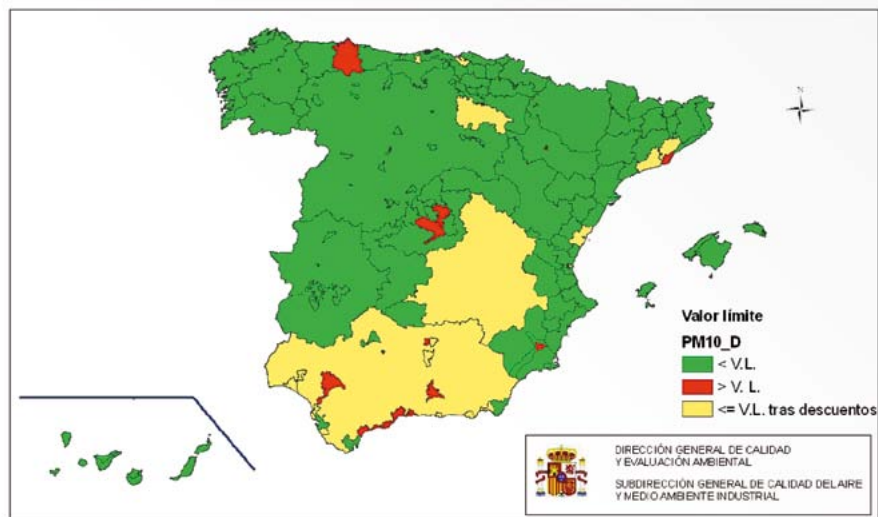 N
Valor límite
PM10_D
< V.L.
> V. L.
<= V.L. tras descuentos
DIRECCIÓN GENERAL DE CALIDAD
Y EVALUACIÓN AMBIENTAL
SUBDIRECCIÓN GENERAL DE CALIDAD DEL AIRE
Y MEDIO AMBIENTE INDUSTRIAL